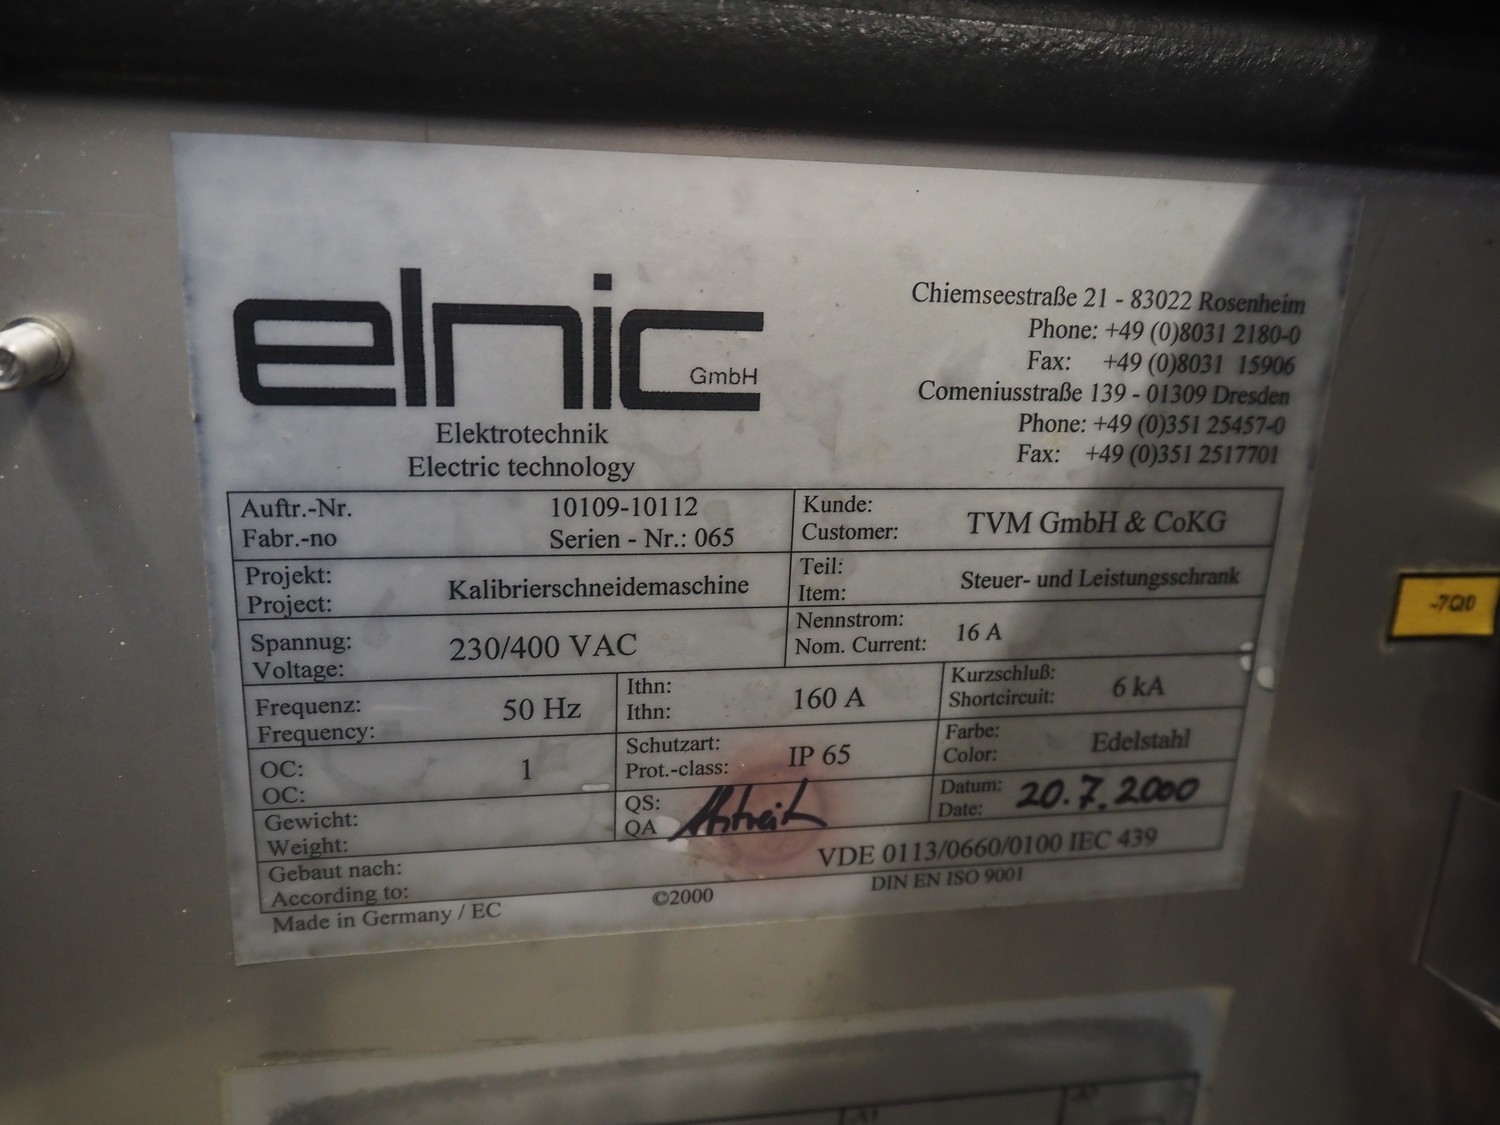 elnic GmbH
Elektrotechnik
Electric technology
Chiemseestraße 21 - 83022 Rosenheim
Phone: +49 (0)8031 2180-0
Fax: +49 (0)8031 15906
Comeniusstraße 139 - 01309 Dresden
Phone: +49 (0)351 25457-0
Fax: +49 (0)351 2517701
Auftr.-Nr. 10109-10112
Fabr.-no Serien - Nr.: 065
Kunde:
Customer: TVM GmbH & CoKG
Projekt:
Project: Kalibrierschneidemaschine
Teil:
Item: Steuer- und Leistungsschrank
Spannug:
Voltage: 230/400 VAC
Nennstrom:
Nom. Current: 16 A
Frequenz:
Frequency: 50 Hz
Ithn:
Ithn: 160 A
Kurzschluß:
Shortcircuit: 6 kA
OC:
OC: 1
Schutzart:
Prot.-class: IP 65
Farbe:
Color: Edelstahl
Gewicht:
Weight:
QS:
QA
Datum:
Date: 20.7.2000
Gebaut nach:
According to: VDE 0113/0660/0100 IEC 439
Made in Germany / EC
©2000
DIN EN ISO 9001
-7Q10